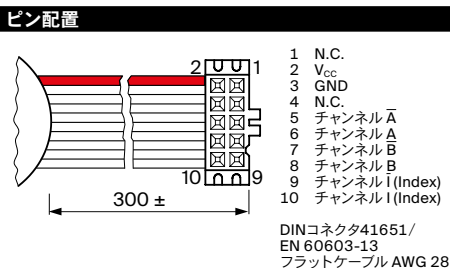 ピン配置
2 1
10 9
300 ±
1 N.C.
2 Vcc
3 GND
4 N.C.
5 チャンネル A̅
6 チャンネル A
7 チャンネル B̅
8 チャンネル B
9 チャンネル I̅ (Index)
10 チャンネル I (Index)
DINコネクタ41651/
EN 60603-13
フラットケーブル AWG 28